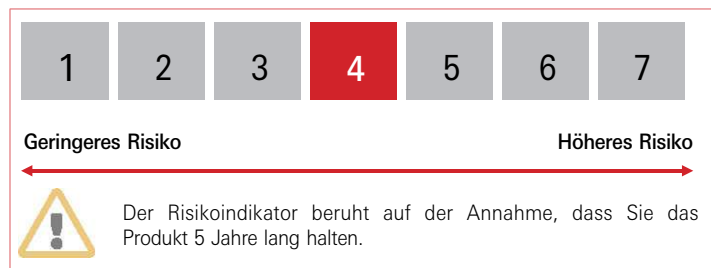 1 2 3 4 5 6 7
Geringeres Risiko Höheres Risiko
Der Risikoindikator beruht auf der Annahme, dass Sie das
Produkt 5 Jahre lang halten.